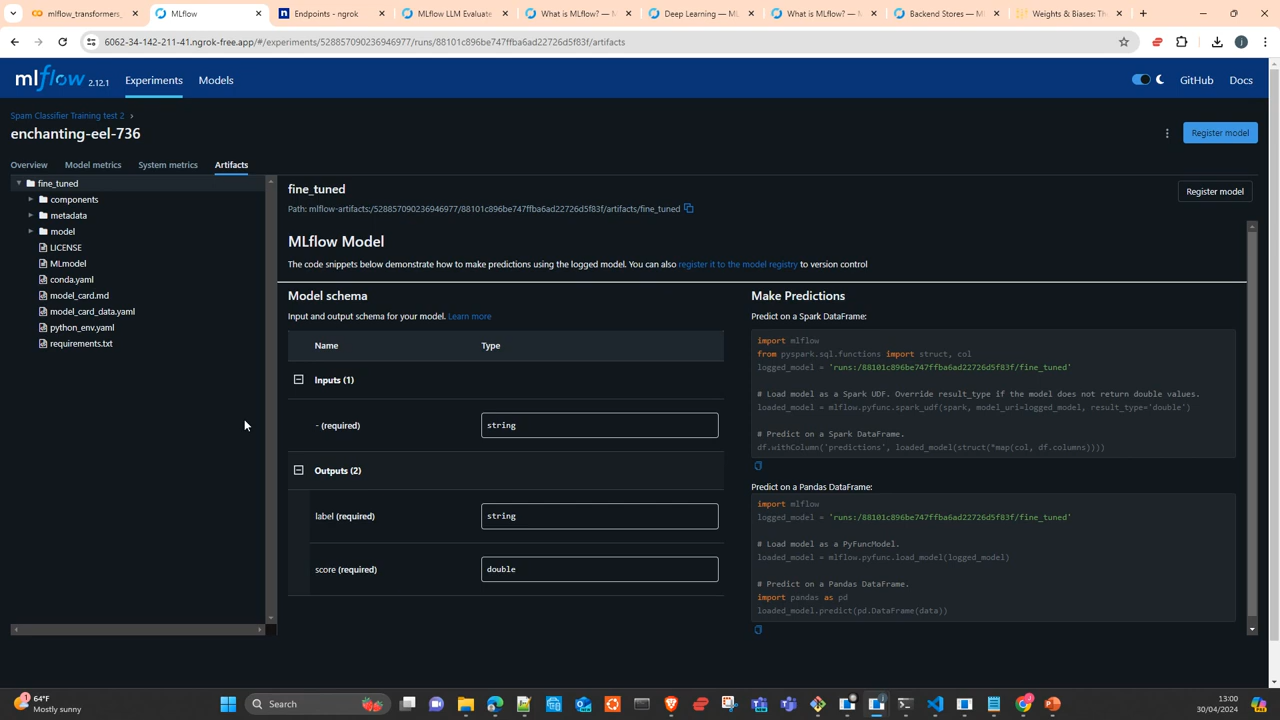 mlflow_transformers_
MLflow
Endpoints - ngrok
MLflow LLM Evaluate
What is MLflow? —
Deep Learning — ML
What is MLflow? — 
Backend Stores — ML
Weights & Biases: Th
6062-34-142-211-41.ngrok-free.app/#/experiments/528857090236946977/runs/88101c896be747ffba6ad22726d5f83f/artifacts
mlflow 2.12.1 Experiments Models GitHub Docs
Spam Classifier Training test 2
enchanting-eel-736
Register model
Overview Model metrics System metrics Artifacts
fine_tuned
components
metadata
model
LICENSE
MLmodel
conda.yaml
model_card.md
model_card_data.yaml
python_env.yaml
requirements.txt
fine_tuned
Register model
Path: mlflow-artifacts:/528857090236946977/88101c896be747ffba6ad22726d5f83f/artifacts/fine_tuned
MLflow Model
The code snippets below demonstrate how to make predictions using the logged model. You can also register it to the model registry to version control
Model schema
Input and output schema for your model. Learn more
Name Type
Inputs (1)
- (required) string
Outputs (2)
label (required) string
score (required) double
Make Predictions
Predict on a Spark DataFrame:
import mlflow
from pyspark.sql.functions import struct, col
logged_model = 'runs:/88101c896be747ffba6ad22726d5f83f/fine_tuned'
# Load model as a Spark UDF. Override result_type if the model does not return double values.
loaded_model = mlflow.pyfunc.spark_udf(spark, model_uri=logged_model, result_type='double')
# Predict on a Spark DataFrame.
df.withColumn('predictions', loaded_model(struct(*map(col, df.columns))))
Predict on a Pandas DataFrame:
import mlflow
logged_model = 'runs:/88101c896be747ffba6ad22726d5f83f/fine_tuned'
# Load model as a PyFuncModel.
loaded_model = mlflow.pyfunc.load_model(logged_model)
# Predict on a Pandas DataFrame.
import pandas as pd
loaded_model.predict(pd.DataFrame(data))
1
64°F
Mostly sunny
Search
13:00
30/04/2024